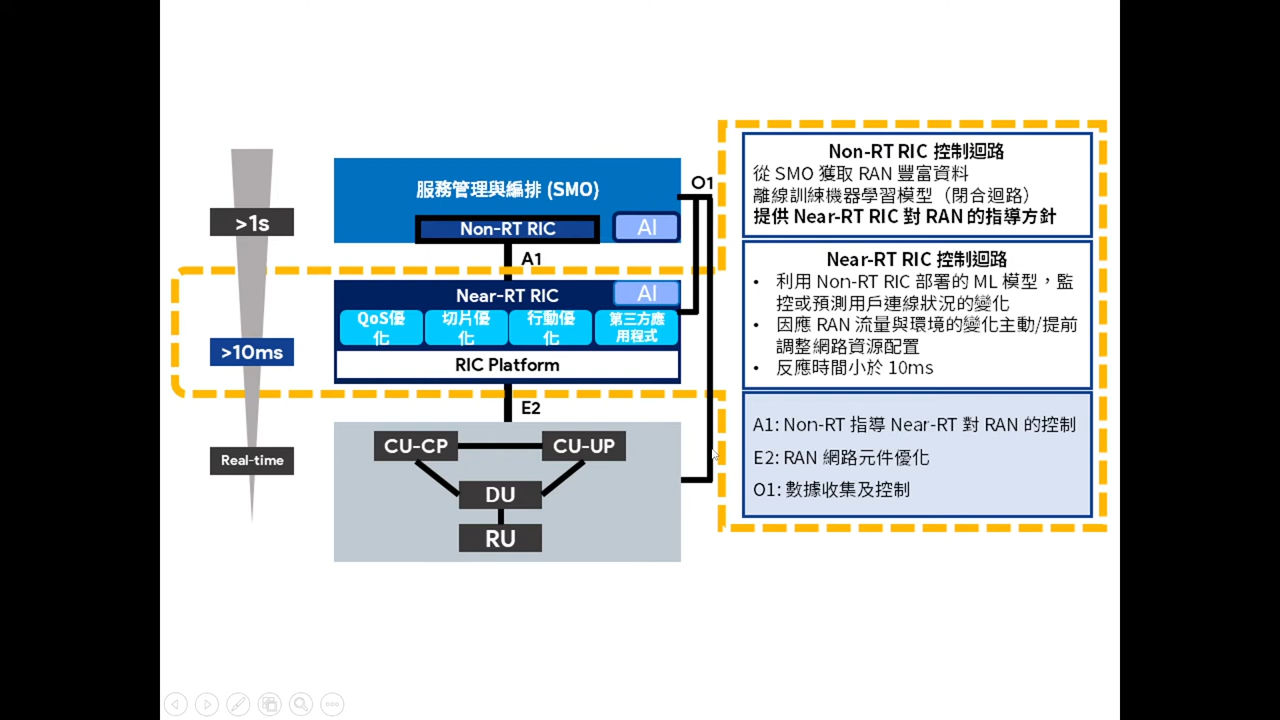 >1s
>10ms
Real-time
服務管理與編排 (SMO)
Non-RT RIC
AI
O1
A1
Near-RT RIC
AI
QoS優
化
切片優
化
行動優
化
第三方應
用程式
RIC Platform
E2
CU-CP
CU-UP
DU
RU
Non-RT RIC 控制迴路
從 SMO 獲取 RAN 豐富資料
離線訓練機器學習模型（閉合迴路）
提供 Near-RT RIC 對 RAN 的指導方針
Near-RT RIC 控制迴路
• 利用 Non-RT RIC 部署的 ML 模型，監
控或預測用戶連線狀況的變化
• 因應 RAN 流量與環境的變化主動/提前
調整網路資源配置
• 反應時間小於 10ms
A1: Non-RT 指導 Near-RT 對 RAN 的控制
E2: RAN 網路元件優化
O1: 數據收集及控制